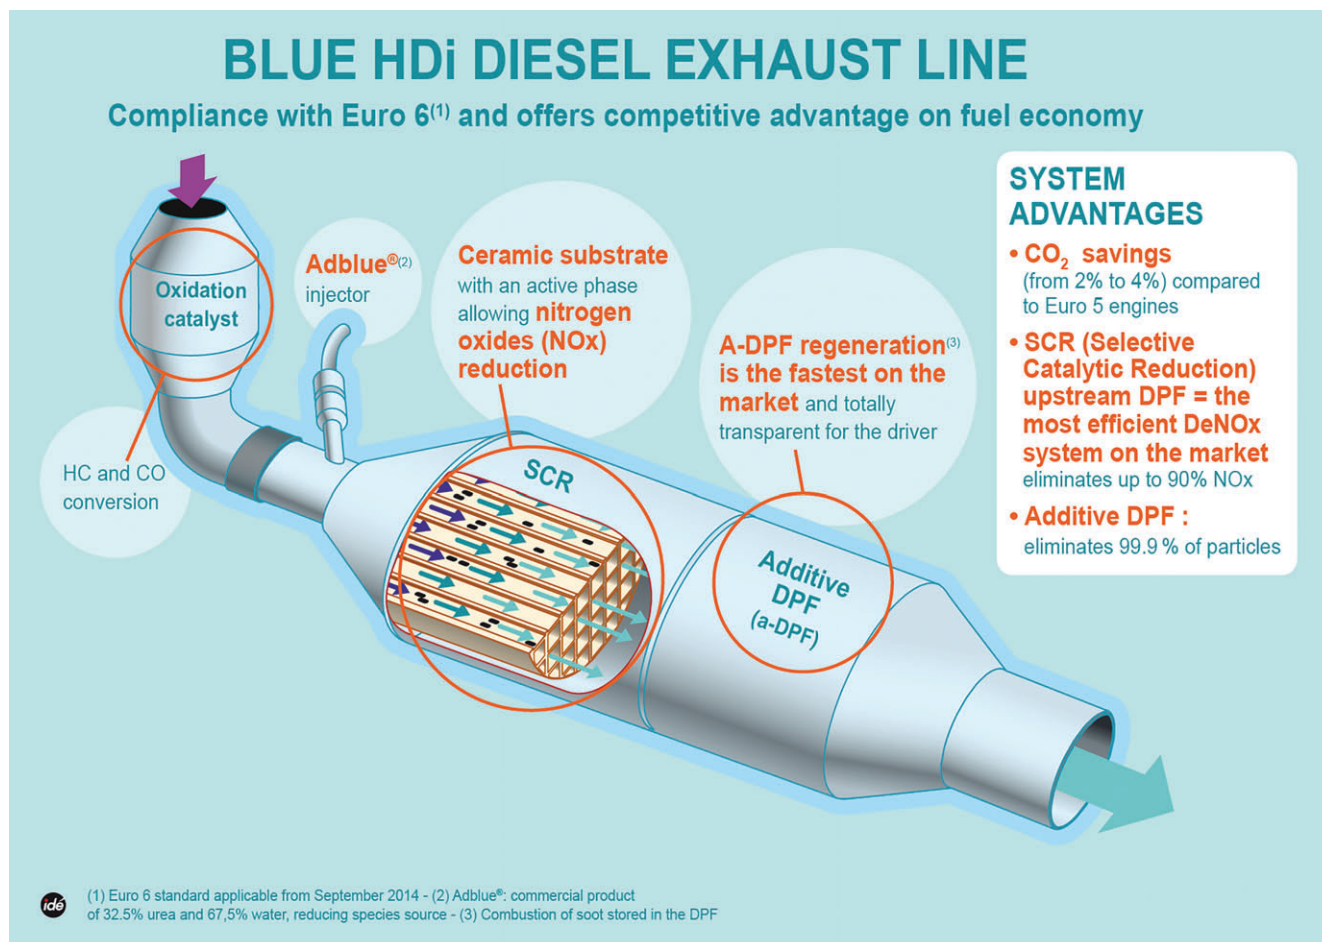 BLUE HDi DIESEL EXHAUST LINE
Compliance with Euro 6(1) and offers competitive advantage on fuel economy
Oxidation
catalyst
HC and CO
conversion
Adblue®(2)
injector
Ceramic substrate
with an active phase
allowing nitrogen
oxides (NOx)
reduction
SCR
A-DPF regeneration(3)
is the fastest on the
market and totally
transparent for the driver
Additive
DPF
(a-DPF)
SYSTEM
ADVANTAGES
• CO2 savings
(from 2% to 4%) compared
to Euro 5 engines
• SCR (Selective
Catalytic Reduction)
upstream DPF = the
most efficient DeNOx
system on the market
eliminates up to 90% NOx
• Additive DPF :
eliminates 99.9 % of particles
idé
(1) Euro 6 standard applicable from September 2014 - (2) Adblue®: commercial product
of 32.5% urea and 67,5% water, reducing species source - (3) Combustion of soot stored in the DPF